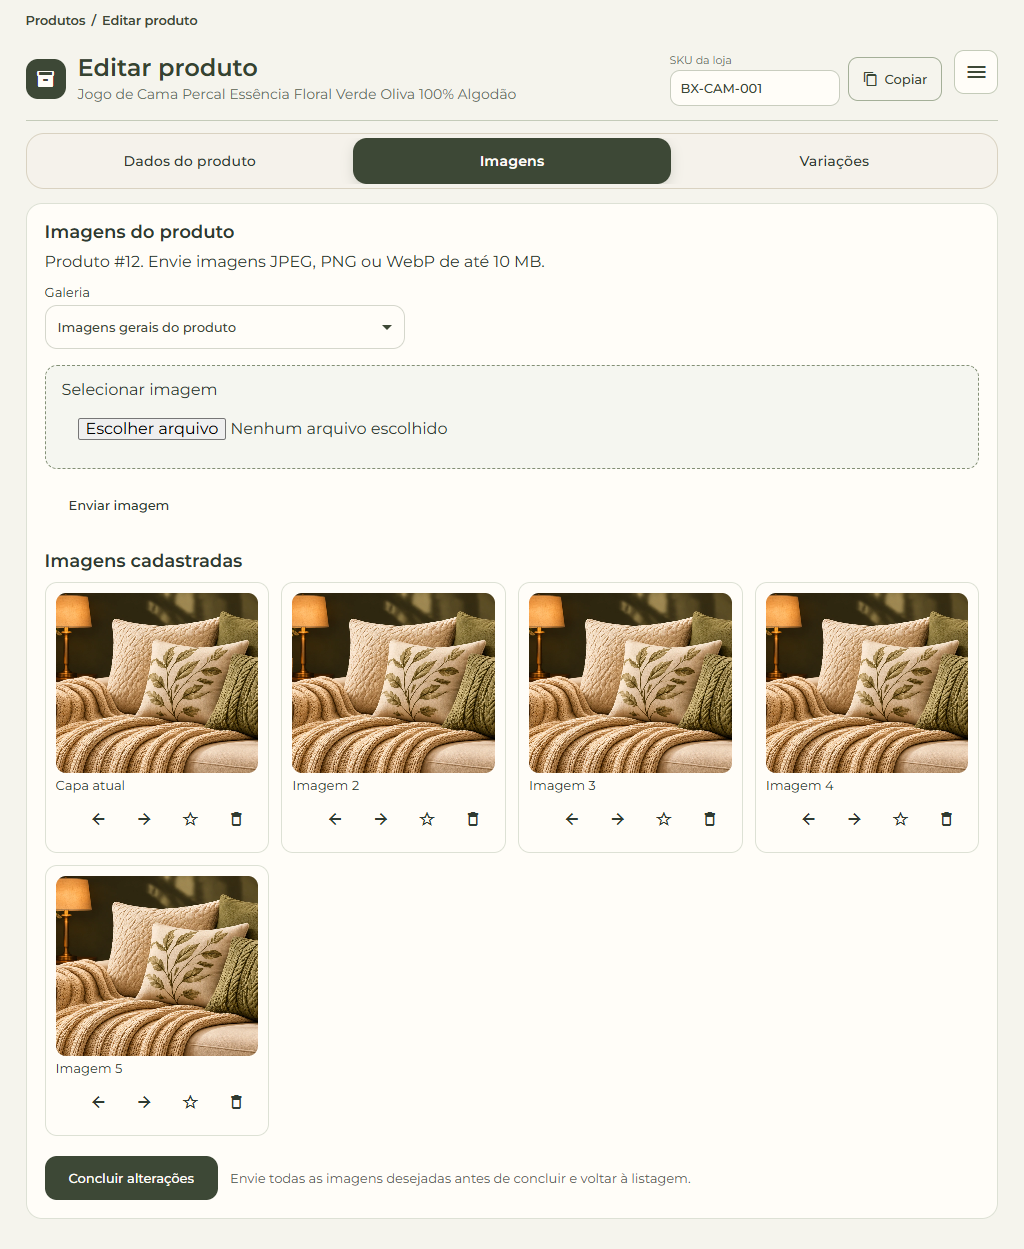 Produtos / Editar produto
Editar produto
Jogo de Cama Percal Essência Floral Verde Oliva 100% Algodão
SKU da loja
BX-CAM-001
Copiar
Dados do produto
Imagens
Variações
Imagens do produto
Produto #12. Envie imagens JPEG, PNG ou WebP de até 10 MB.
Galeria
Imagens gerais do produto
Selecionar imagem
Escolher arquivo Nenhum arquivo escolhido
Enviar imagem
Imagens cadastradas
Capa atual
Imagem 2
Imagem 3
Imagem 4
Imagem 5
Concluir alterações
Envie todas as imagens desejadas antes de concluir e voltar à listagem.